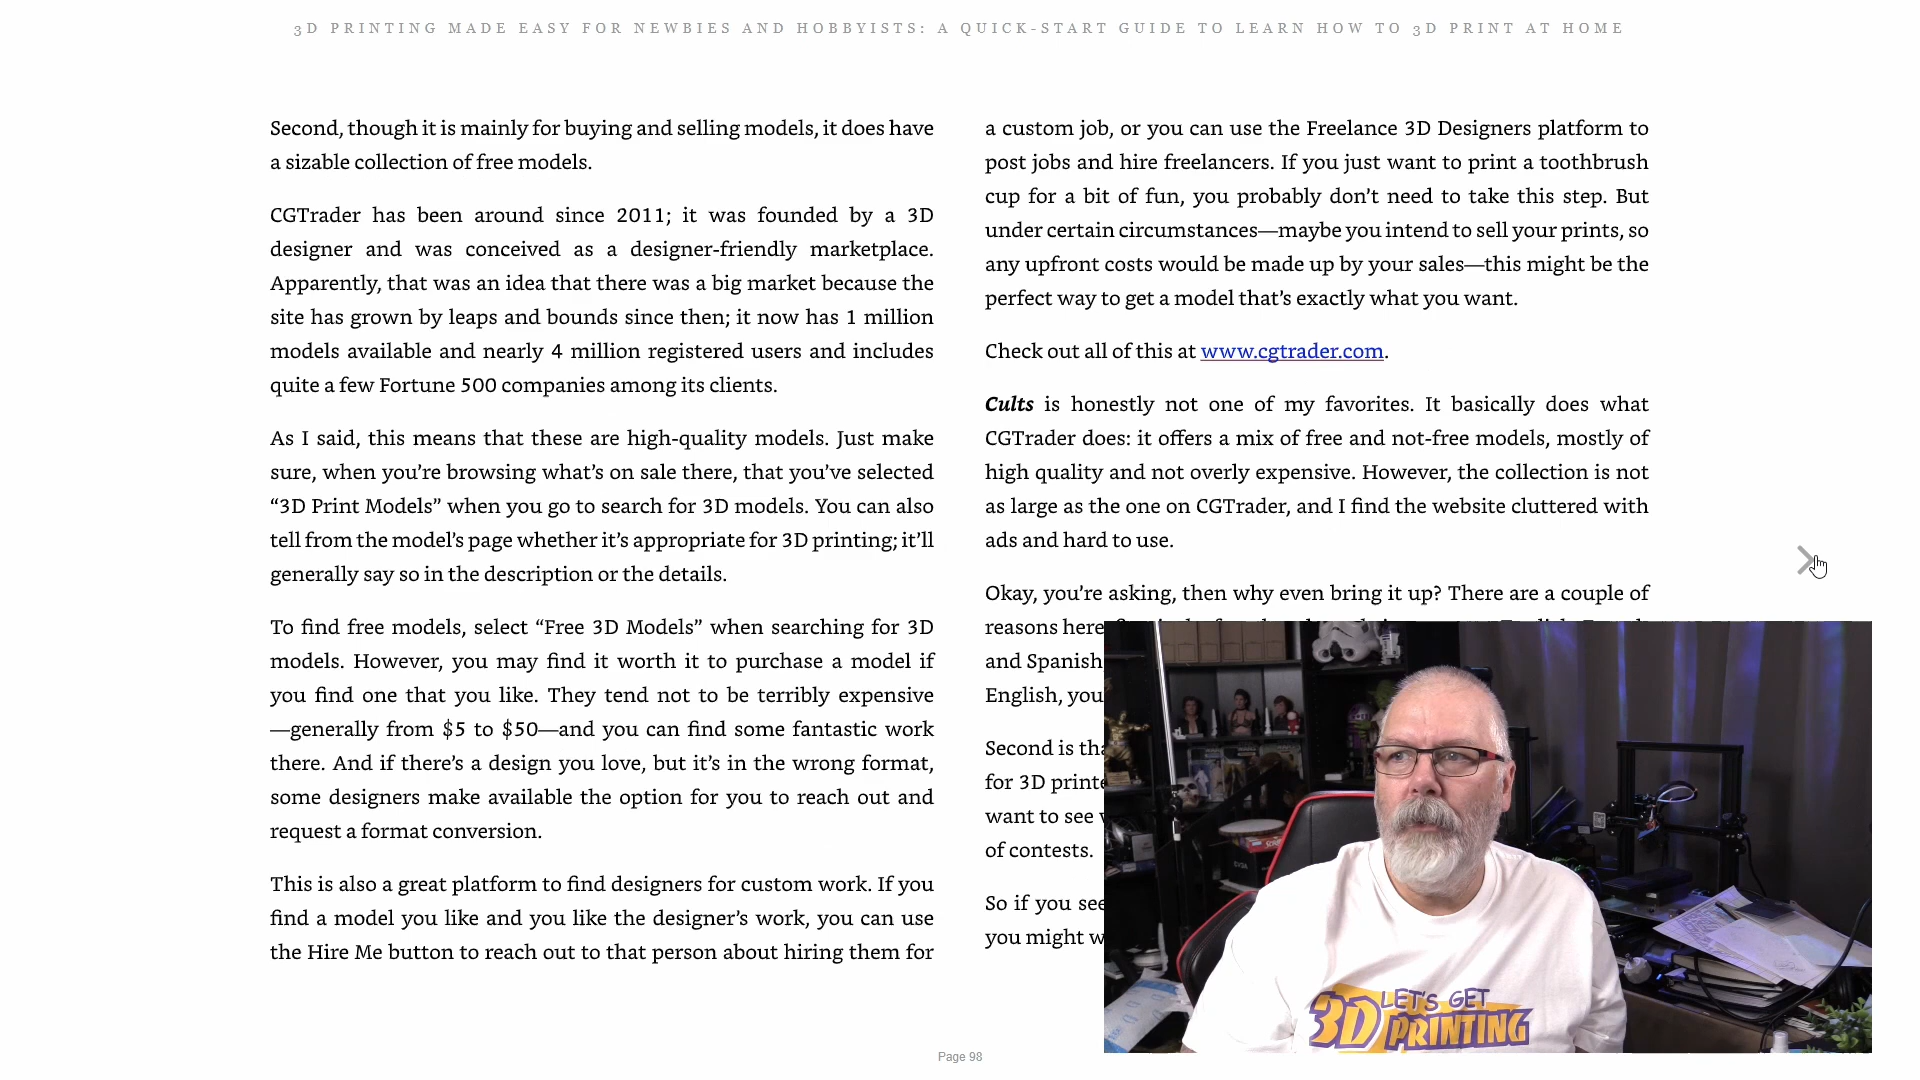 3D PRINTING MADE EASY FOR NEWBIES AND HOBBYISTS: A QUICK-START GUIDE TO LEARN HOW TO 3D PRINT AT HOME
Second, though it is mainly for buying and selling models, it does have
a sizable collection of free models.
CGTrader has been around since 2011; it was founded by a 3D
designer and was conceived as a designer-friendly marketplace.
Apparently, that was an idea that there was a big market because the
site has grown by leaps and bounds since then; it now has 1 million
models available and nearly 4 million registered users and includes
quite a few Fortune 500 companies among its clients.
As I said, this means that these are high-quality models. Just make
sure, when you’re browsing what’s on sale there, that you’ve selected
“3D Print Models” when you go to search for 3D models. You can also
tell from the model’s page whether it’s appropriate for 3D printing; it’ll
generally say so in the description or the details.
To find free models, select “Free 3D Models” when searching for 3D
models. However, you may find it worth it to purchase a model if
you find one that you like. They tend not to be terribly expensive
—generally from $5 to $50—and you can find some fantastic work
there. And if there’s a design you love, but it’s in the wrong format,
some designers make available the option for you to reach out and
request a format conversion.
This is also a great platform to find designers for custom work. If you
find a model you like and you like the designer’s work, you can use
the Hire Me button to reach out to that person about hiring them for
a custom job, or you can use the Freelance 3D Designers platform to
post jobs and hire freelancers. If you just want to print a toothbrush
cup for a bit of fun, you probably don’t need to take this step. But
under certain circumstances—maybe you intend to sell your prints, so
any upfront costs would be made up by your sales—this might be the
perfect way to get a model that’s exactly what you want.
Check out all of this at www.cgtrader.com.
Cults is honestly not one of my favorites. It basically does what
CGTrader does: it offers a mix of free and not-free models, mostly of
high quality and not overly expensive. However, the collection is not
as large as the one on CGTrader, and I find the website cluttered with
ads and hard to use.
Okay, you’re asking, then why even bring it up? There are a couple of
reasons here
and Spanish
English, you
Second is
for 3D
want to see
of contests.
So if you see
you might
LET'S GET
3D PRINTING
Page 98